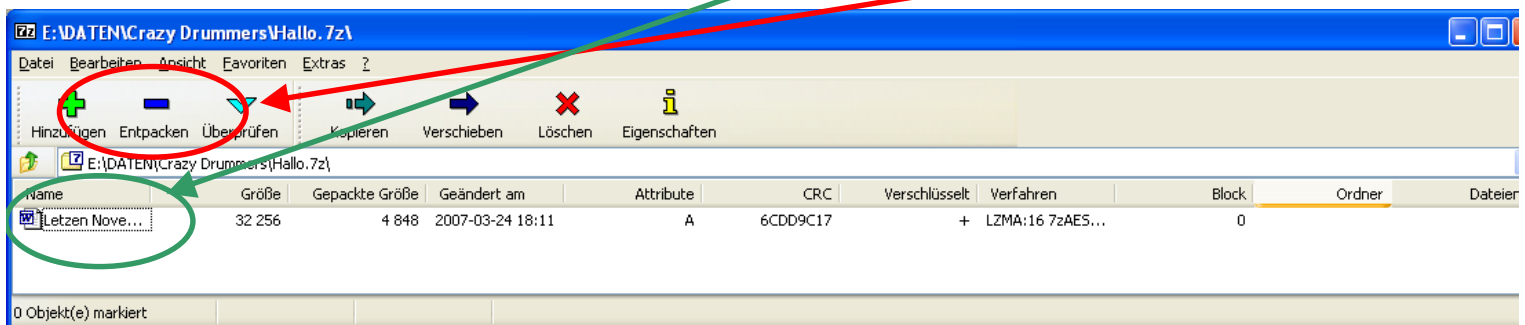 E:\DATEN\Crazy Drummers\Hallo.7z\
Datei Bearbeiten Ansicht Favoriten Extras ?
Hinzufügen Entpacken Überprüfen Kopieren Verschieben Löschen Eigenschaften
E:\DATEN\Crazy Drummers\Hallo.7z\
Name Größe Gepackte Größe Geändert am Attribute CRC Verschlüsselt Verfahren Block Ordner Dateien
Letzen Nove... 32 256 4 848 2007-03-24 18:11 A 6CDD9C17 + LZMA:16 7zAES... 0
0 Objekt(e) markiert